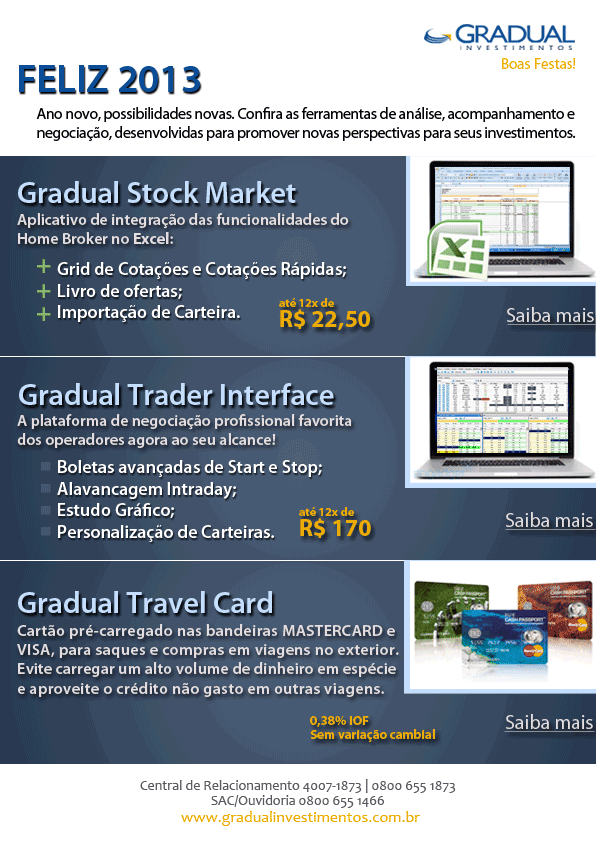 GRADUAL
INVESTIMENTOS
Boas Festas!
FELIZ 2013
Ano novo, possibilidades novas. Confira as ferramentas de análise, acompanhamento e
negociação, desenvolvidas para promover novas perspectivas para seus investimentos.
Gradual Stock Market
Aplicativo de integração das funcionalidades do
Home Broker no Excel:
+ Grid de Cotações e Cotações Rápidas;
+ Livro de ofertas;
+ Importação de Carteira.
até 12x de
R$ 22,50
Saiba mais
Gradual Trader Interface
A plataforma de negociação profissional favorita
dos operadores agora ao seu alcance!
Boletas avançadas de Start e Stop;
Alavancagem Intraday;
Estudo Gráfico;
Personalização de Carteiras.
até 12x de
R$ 170
Saiba mais
Gradual Travel Card
Cartão pré-carregado nas bandeiras MASTERCARD e
VISA, para saques e compras em viagens no exterior.
Evite carregar um alto volume de dinheiro em espécie
e aproveite o crédito não gasto em outras viagens.
CASH PASSPORT
CASH PASSPORT
CASH PASSPORT
0,38% IOF
Sem variação cambial
Saiba mais
Central de Relacionamento 4007-1873 | 0800 655 1873
SAC/Ouvidoria 0800 655 1466
www.gradualinvestimentos.com.br